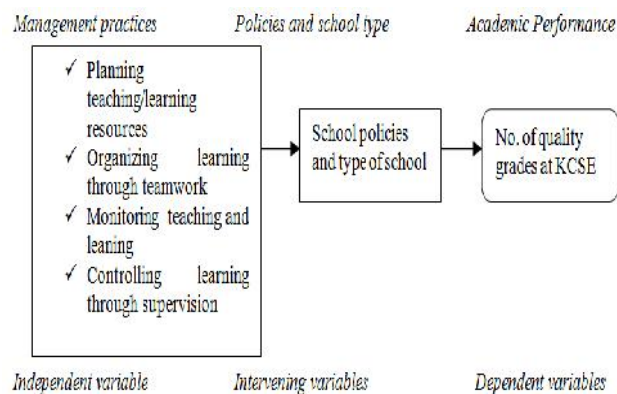 Management practices
Policies and school type
Academic Performance
✓ Planning
teaching/learning
resources
✓ Organizing learning
through teamwork
✓ Monitoring teaching and
leaning
✓ Controlling learning
through supervision
School policies
and type of school
No. of quality
grades at KCSE
Independent variable
Intervening variables
Dependent variables